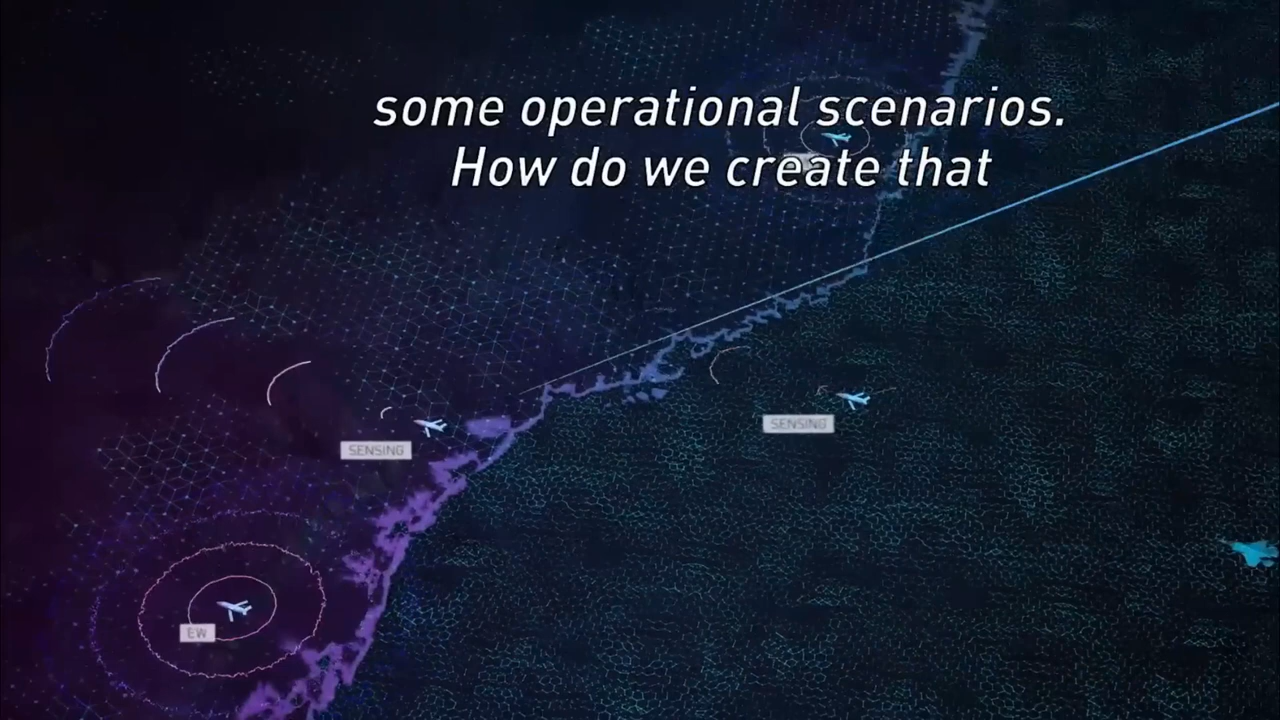 some operational scenarios.
How do we create that
SENSING
SENSING
EW